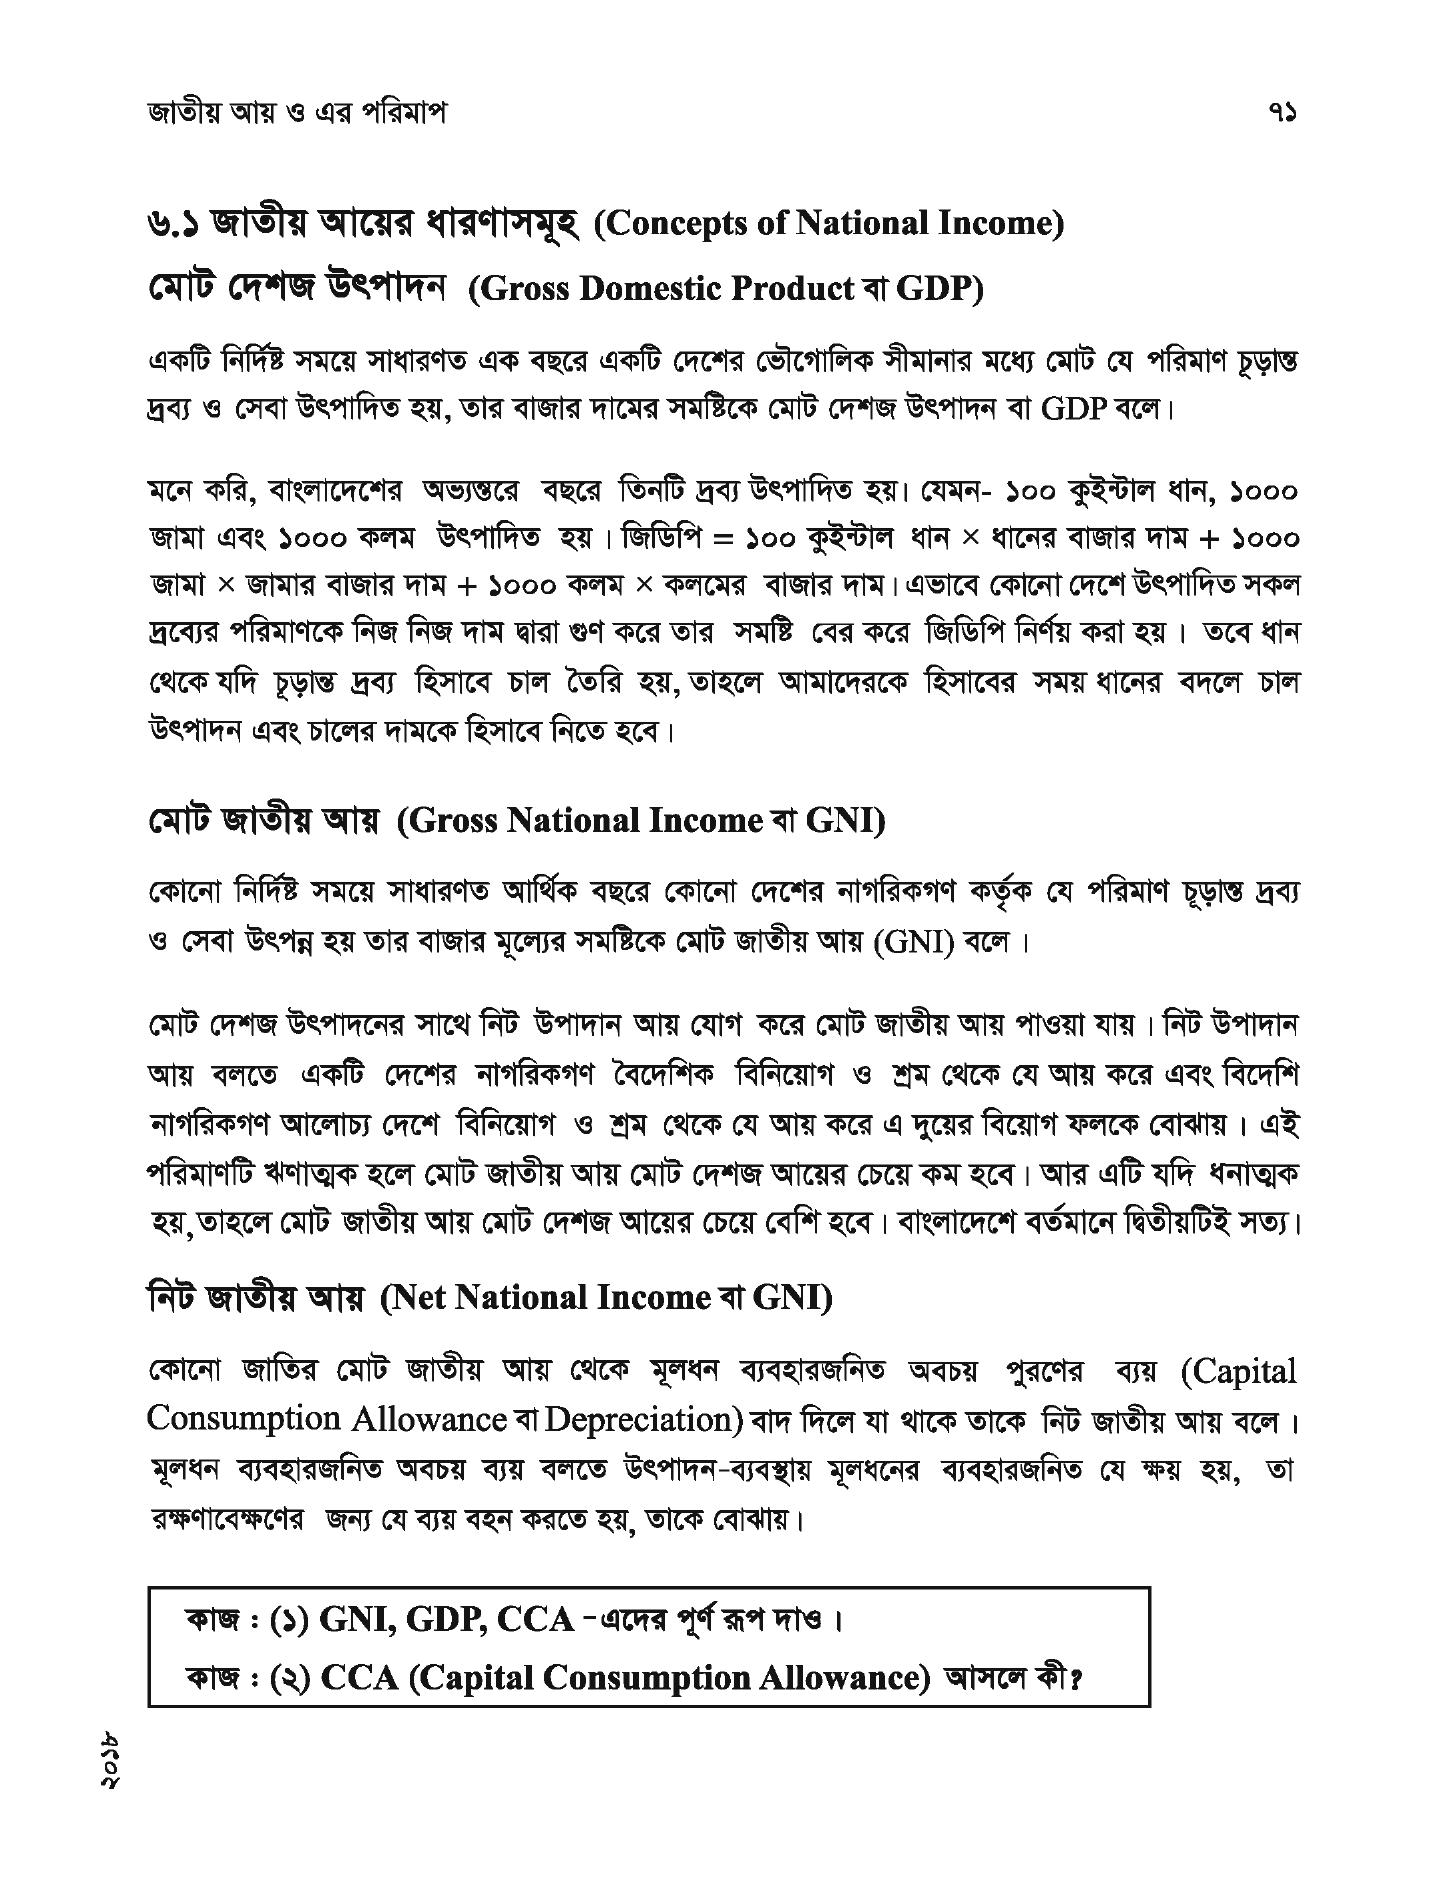 জাতীয় আয় ও এর পরিমাপ ৭১
৬.১ জাতীয় আয়ের ধারণাসমূহ (Concepts of National Income)
মোট দেশজ উৎপাদন (Gross Domestic Product বা GDP)
একটি নির্দিষ্ট সময়ে সাধারণত এক বছরে একটি দেশের ভৌগোলিক সীমানার মধ্যে মোট যে পরিমাণ চূড়ান্ত
দ্রব্য ও সেবা উৎপাদিত হয়, তার বাজার দামের সমষ্টিকে মোট দেশজ উৎপাদন বা GDP বলে।
মনে করি, বাংলাদেশের অভ্যন্তরে বছরে তিনটি দ্রব্য উৎপাদিত হয়। যেমন- ১০০ কুইন্টাল ধান, ১০০০
জামা এবং ১০০০ কলম উৎপাদিত হয় । জিডিপি = ১০০ কুইন্টাল ধান × ধানের বাজার দাম + ১০০০
জামা × জামার বাজার দাম + ১০০০ কলম × কলমের বাজার দাম। এভাবে কোনো দেশে উৎপাদিত সকল
দ্রব্যের পরিমাণকে নিজ নিজ দাম দ্বারা গুণ করে তার সমষ্টি বের করে জিডিপি নির্ণয় করা হয় । তবে ধান
থেকে যদি চূড়ান্ত দ্রব্য হিসাবে চাল তৈরি হয়, তাহলে আমাদেরকে হিসাবের সময় ধানের বদলে চাল
উৎপাদন এবং চালের দামকে হিসাবে নিতে হবে।
মোট জাতীয় আয় (Gross National Income বা GNI)
কোনো নির্দিষ্ট সময়ে সাধারণত আর্থিক বছরে কোনো দেশের নাগরিকগণ কর্তৃক যে পরিমাণ চূড়ান্ত দ্রব্য
ও সেবা উৎপন্ন হয় তার বাজার মূল্যের সমষ্টিকে মোট জাতীয় আয় (GNI) বলে ।
মোট দেশজ উৎপাদনের সাথে নিট উপাদান আয় যোগ করে মোট জাতীয় আয় পাওয়া যায় । নিট উপাদান
আয় বলতে একটি দেশের নাগরিকগণ বৈদেশিক বিনিয়োগ ও শ্রম থেকে যে আয় করে এবং বিদেশি
নাগরিকগণ আলোচ্য দেশে বিনিয়োগ ও শ্রম থেকে যে আয় করে এ দুয়ের বিয়োগ ফলকে বোঝায় । এই
পরিমাণটি ঋণাত্মক হলে মোট জাতীয় আয় মোট দেশজ আয়ের চেয়ে কম হবে। আর এটি যদি ধনাত্মক
হয়, তাহলে মোট জাতীয় আয় মোট দেশজ আয়ের চেয়ে বেশি হবে। বাংলাদেশে বর্তমানে দ্বিতীয়টিই সত্য।
নিট জাতীয় আয় (Net National Income বা GNI)
কোনো জাতির মোট জাতীয় আয় থেকে মূলধন ব্যবহারজনিত অবচয় পুরণের ব্যয় (Capital
Consumption Allowance বা Depreciation) বাদ দিলে যা থাকে তাকে নিট জাতীয় আয় বলে ।
মূলধন ব্যবহারজনিত অবচয় ব্যয় বলতে উৎপাদন-ব্যবস্থায় মূলধনের ব্যবহারজনিত যে ক্ষয় হয়, তা
রক্ষণাবেক্ষণের জন্য যে ব্যয় বহন করতে হয়, তাকে বোঝায়।
কাজ : (১) GNI, GDP, CCA -এদের পূর্ণ রূপ দাও ।
কাজ : (২) CCA (Capital Consumption Allowance) আসলে কী?
২০১৮